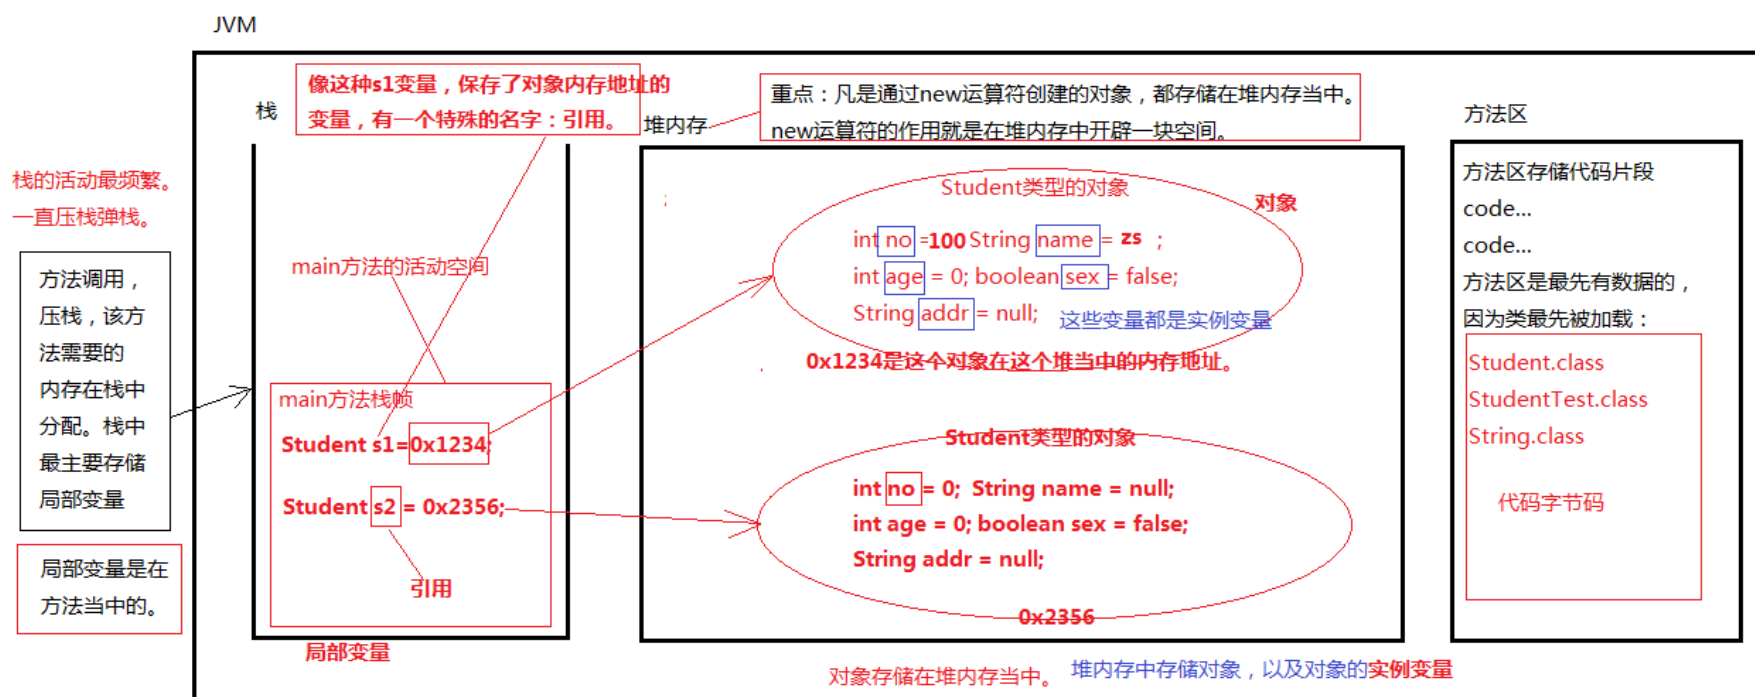 JVM
栈
像这种s1变量，保存了对象内存地址的
变量，有一个特殊的名字：引用。
堆内存
重点：凡是通过new运算符创建的对象，都存储在堆内存当中。
new运算符的作用就是在堆内存中开辟一块空间。
方法区
栈的活动最频繁。
一直压栈弹栈。
方法调用，
压栈，该方
法需要的
内存在栈中
分配。栈中
最主要存储
局部变量
局部变量是在
方法当中的。
main方法的活动空间
main方法栈帧
Student s1=0x1234;
Student s2 = 0x2356;
引用
局部变量
Student类型的对象
对象
int no =100 String name = zs ;
int age = 0; boolean sex = false;
String addr = null;
这些变量都是实例变量
0x1234是这个对象在这个堆当中的内存地址。
Student类型的对象
int no = 0; String name = null;
int age = 0; boolean sex = false;
String addr = null;
0x2356
对象存储在堆内存当中。
堆内存中存储对象，以及对象的实例变量
方法区存储代码片段
code...
code...
方法区是最先有数据的，
因为类最先被加载：
Student.class
StudentTest.class
String.class
代码字节码